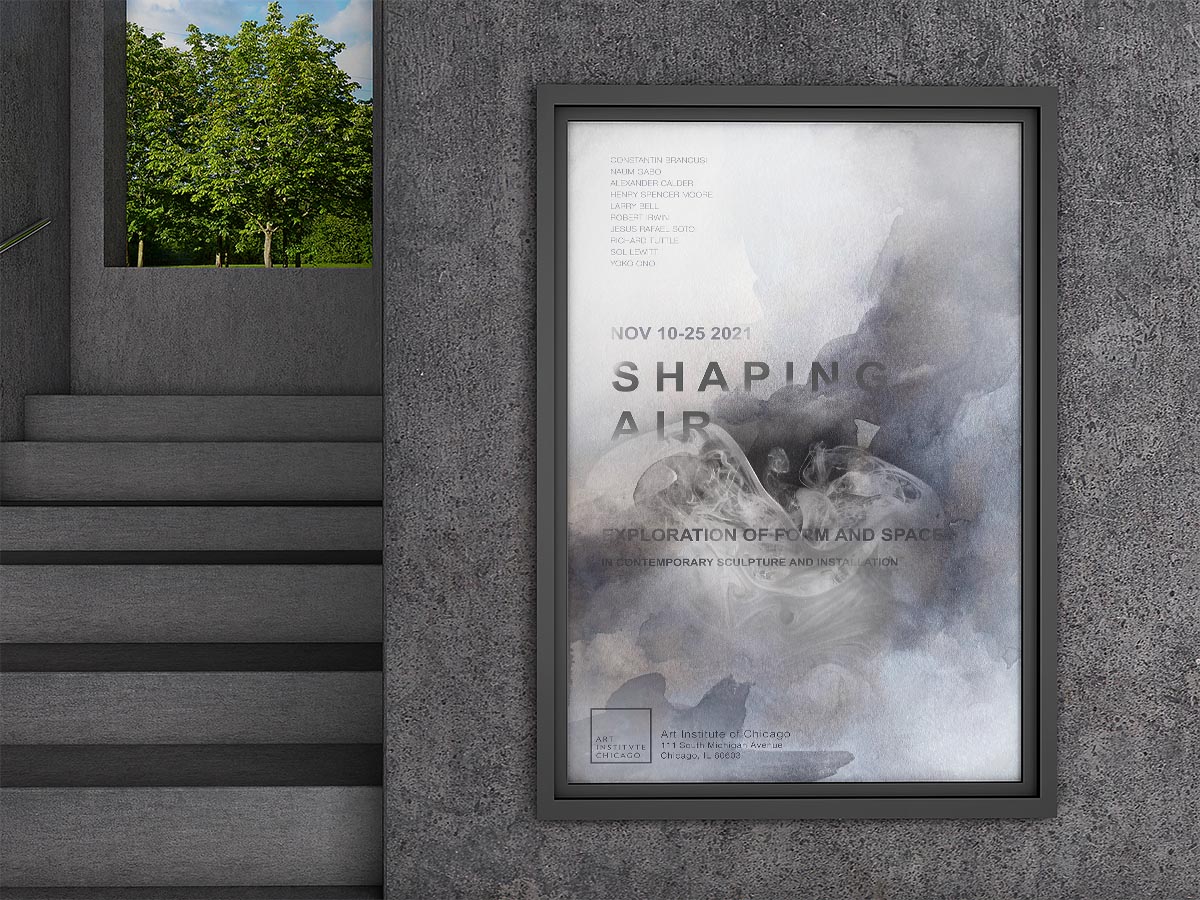 CONSTANTIN BRANCUSI
NAUM GABO
ALEXANDER CALDER
HENRY SPENCER MOORE
LARRY BELL
ROBERT IRWIN
JESUS RAFAEL SOTO
RICHARD TUTTLE
SOL LEWITT
YOKO ONO
NOV 10-25 2021
SHAPING
AIR
EXPLORATION OF FORM AND SPACE
IN CONTEMPORARY SCULPTURE AND INSTALLATION
ART
INSTITVTE
CHICAGO
Art Institute of Chicago
111 South Michigan Avenue
Chicago, IL 60603